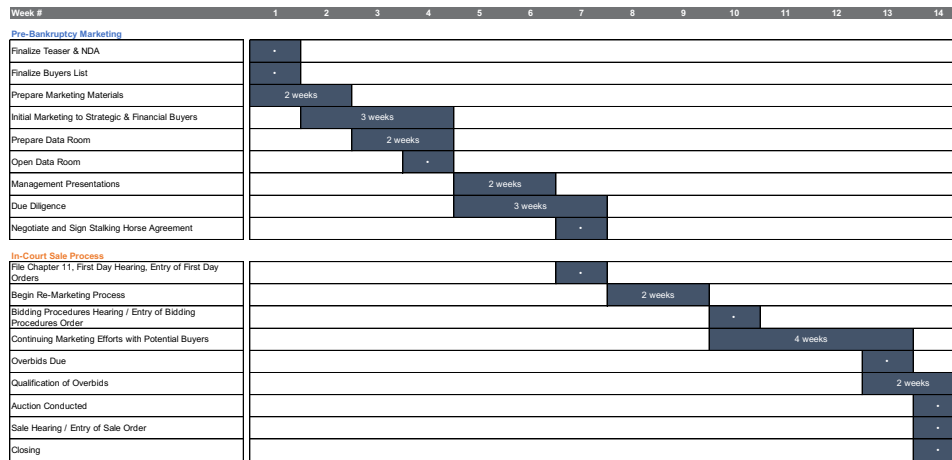 Week # 1 2 3 4 5 6 7 8 9 10 11 12 13 14
Pre-Bankruptcy Marketing
Finalize Teaser & NDA •
Finalize Buyers List •
Prepare Marketing Materials 2 weeks
Initial Marketing to Strategic & Financial Buyers 3 weeks
Prepare Data Room 2 weeks
Open Data Room •
Management Presentations 2 weeks
Due Diligence 3 weeks
Negotiate and Sign Stalking Horse Agreement •
In-Court Sale Process
File Chapter 11, First Day Hearing, Entry of First Day
Orders •
Begin Re-Marketing Process 2 weeks
Bidding Procedures Hearing / Entry of Bidding
Procedures Order •
Continuing Marketing Efforts with Potential Buyers 4 weeks
Overbids Due •
Qualification of Overbids 2 weeks
Auction Conducted •
Sale Hearing / Entry of Sale Order •
Closing •